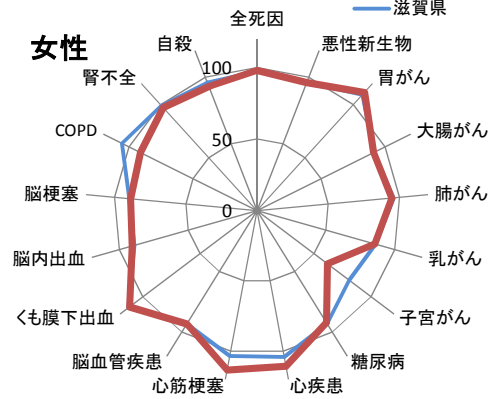 滋賀県
女性
全死因
悪性新生物
胃がん
大腸がん
肺がん
乳がん
子宮がん
糖尿病
心疾患
心筋梗塞
脳血管疾患
くも膜下出血
脳内出血
脳梗塞
COPD
腎不全
自殺
100
50
0